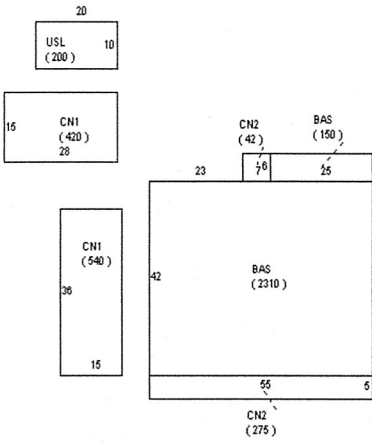 20
USL
(200)
10
15
CN1
(420)
28
CN2
(42)
BAS
(150)
23
7
6
25
CN1
(540)
36
15
42
BAS
(2310)
55
5
CN2
(275)